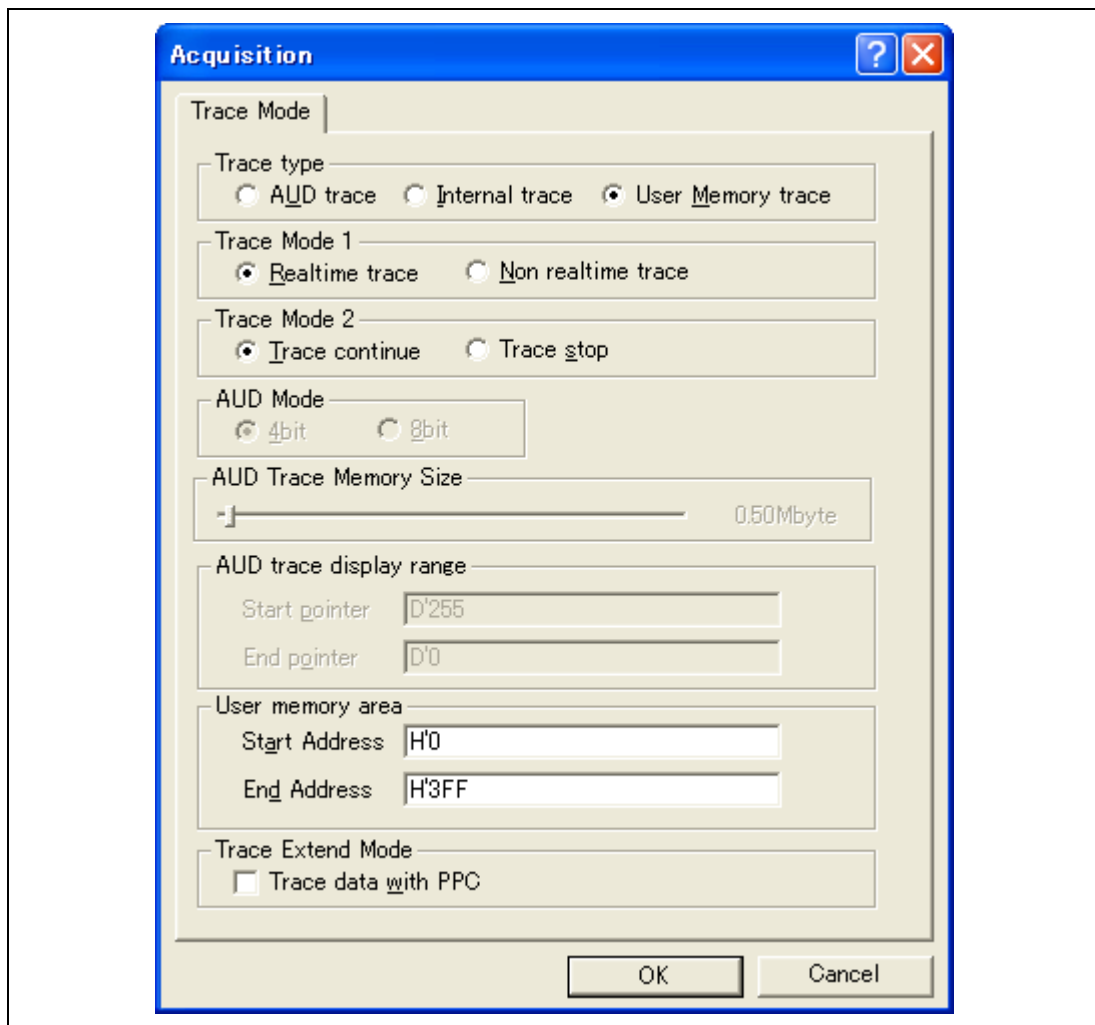 Acquisition
Trace Mode
Trace type
AUD trace Internal trace User Memory trace
Trace Mode 1
Realtime trace Non realtime trace
Trace Mode 2
Trace continue Trace stop
AUD Mode
4bit 8bit
AUD Trace Memory Size
0.50Mbyte
AUD trace display range
Start pointer D'255
End pointer D'0
User memory area
Start Address H'0
End Address H'3FF
Trace Extend Mode
Trace data with PPC
OK Cancel